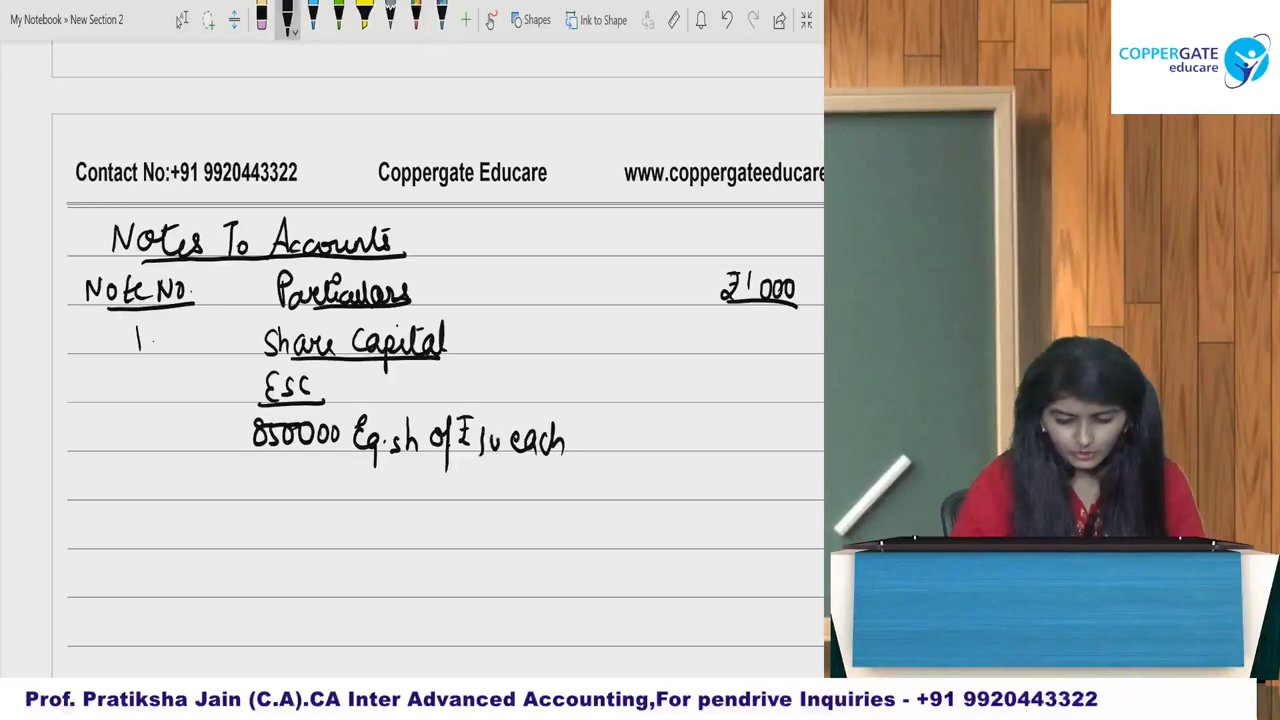 My Notebook » New Section 2
Shapes
Ink to Shape
COPPERGATE
educare
Contact No:+91 9920443322 Coppergate Educare www.coppergateeducare
Notes To Accounts
Note No. Particulars ₹'000
1. Share Capital
ESC
850000 Eq.sh of ₹ 10 each
Prof. Pratiksha Jain (C.A).CA Inter Advanced Accounting,For pendrive Inquiries - +91 9920443322